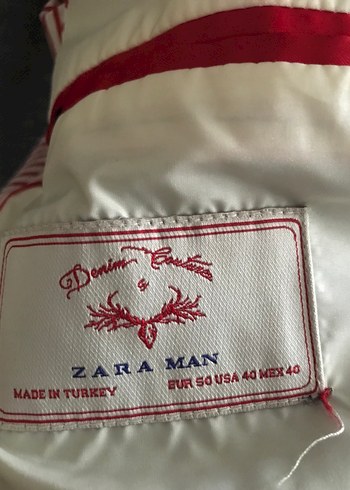 Denim Couture
&
ZARA MAN
MADE IN TURKEY EUR 50 USA 40 MEX 40